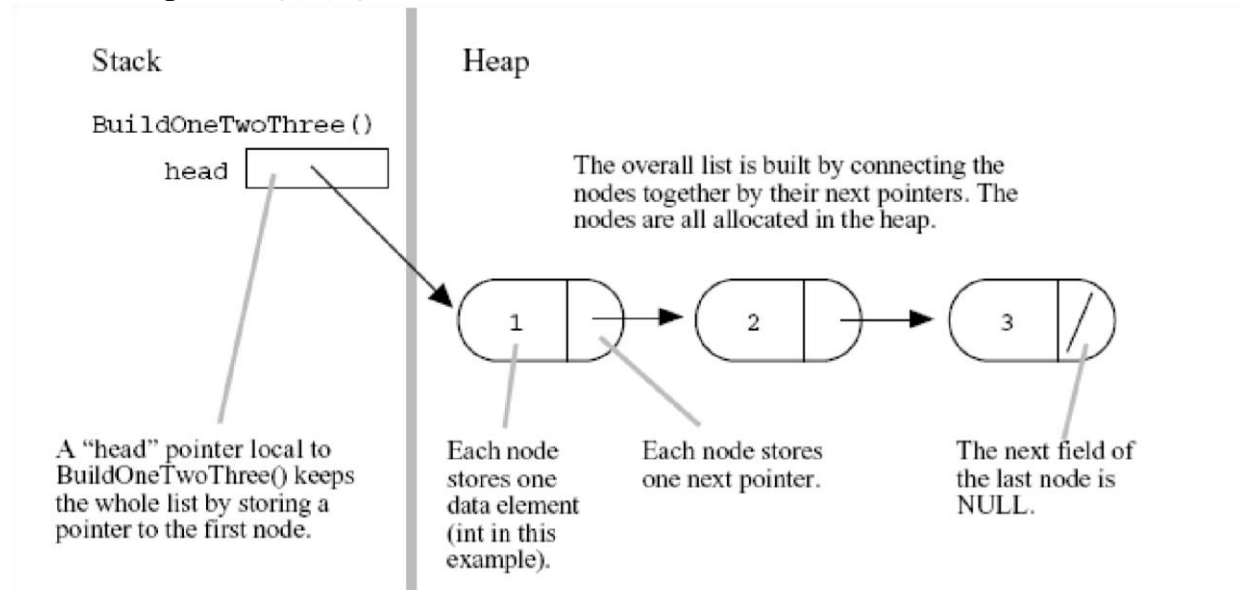 Stack
Heap
BuildOneTwoThree()
head
The overall list is built by connecting the
nodes together by their next pointers. The
nodes are all allocated in the heap.
1
2
3
A “head” pointer local to
BuildOneTwoThree() keeps
the whole list by storing a
pointer to the first node.
Each node
stores one
data element
(int in this
example).
Each node stores
one next pointer.
The next field of
the last node is
NULL.